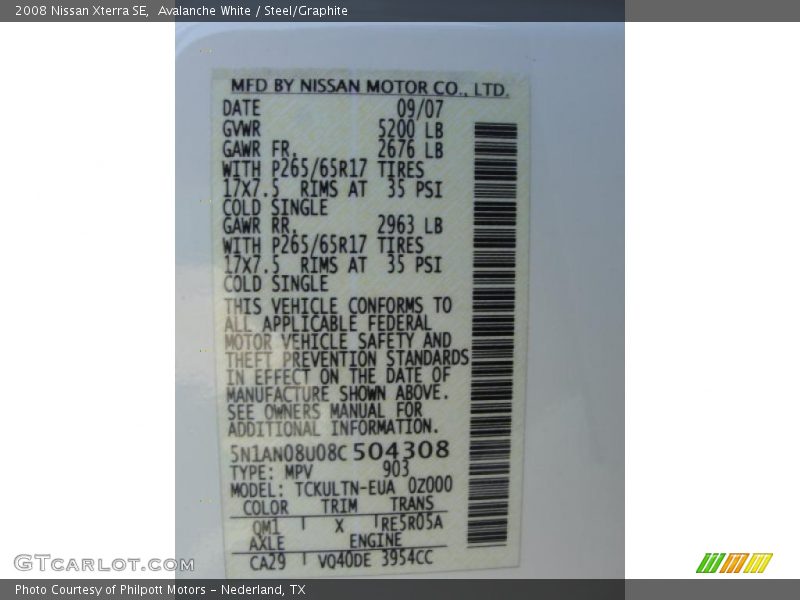 2008 Nissan Xterra SE,  Avalanche White / Steel/Graphite
MFD BY NISSAN MOTOR CO., LTD.
DATE 09/07
GVWR 5200 LB
GAWR FR. 2676 LB
WITH P265/65R17 TIRES
17X7.5 RIMS AT 35 PSI
COLD SINGLE
GAWR RR. 2963 LB
WITH P265/65R17 TIRES
17X7.5 RIMS AT 35 PSI
COLD SINGLE
THIS VEHICLE CONFORMS TO
ALL APPLICABLE FEDERAL
MOTOR VEHICLE SAFETY AND
THEFT PREVENTION STANDARDS
IN EFFECT ON THE DATE OF
MANUFACTURE SHOWN ABOVE.
SEE OWNERS MANUAL FOR
ADDITIONAL INFORMATION.
5N1AN08U08C 504308
TYPE: MPV 903
MODEL: TCKULTN-EUA 0Z000
COLOR TRIM TRANS
QM1 X RE5R05A
AXLE ENGINE
CA29 VQ40DE 3954CC
GTCARLOT.COM
Photo Courtesy of Philpott Motors - Nederland, TX